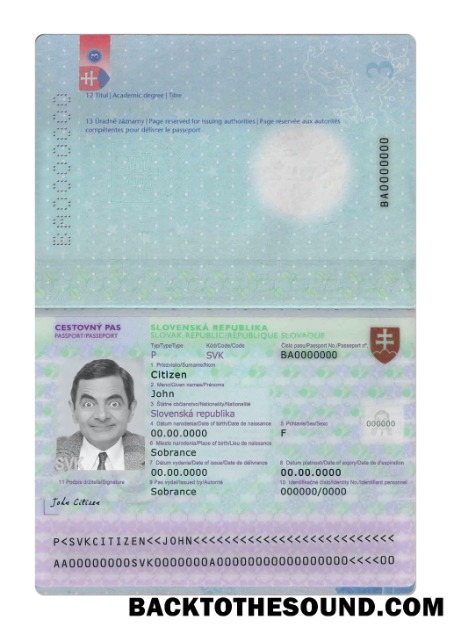 3
3
12 Titul | Academic degree | Titre
13 Úradné záznamy | Page reserved for issuing authorities | Page réservée aux autorités
compétentes pour délivrer le passeport
BA0000000
BA0000000
CESTOVNÝ PAS
PASSPORT/PASSEPORT
SLOVENSKÁ REPUBLIKA
SLOVAK REPUBLIC/RÉPUBLIQUE SLOVAQUE
Typ/Type/Type Kód/Code/Code Číslo pasu/Passport No./Passeport n°.
P SVK BA0000000
1 Priezvisko/Surname/Nom
Citizen
2 Meno/Given names/Prénoms
John
3 Štátne občianstvo/Nationality/Nationalité
Slovenská republika
4 Dátum narodenia/Date of birth/Date de naissance 5 Pohlavie/Sex/Sexe
00.00.0000 F
000000
6 Miesto narodenia/Place of birth/Lieu de naissance
Sobrance
7 Dátum vydania/Date of issue/Date de délivrance 8 Dátum platnosti/Date of expiry/Date de d'expiration
00.00.0000 00.00.0000
9 Pas vydal/Issued by/Autorité 10 Identifikačné číslo/Identity No./Identifiant personnel
Sobrance 000000/0000
SVK
11 Podpis držiteľa/Signature
John Citizen
P<SVKCITIZEN<<JOHN<<<<<<<<<<<<<<<<<<<<<<<<<<
AA00000000SVK0000000A00000000000000000<<<<00
BACKTOTHESOUND.COM